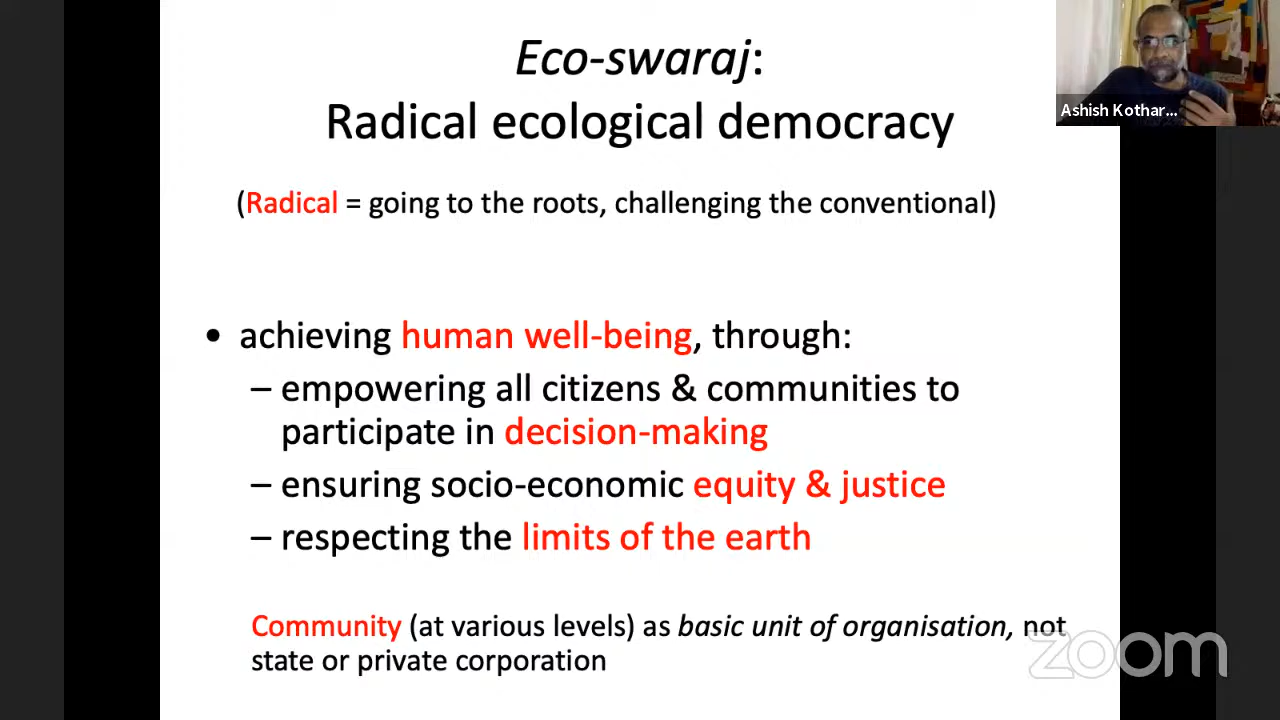 Eco-swaraj:
Radical ecological democracy
Ashish Kothar...
(Radical = going to the roots, challenging the conventional)
• achieving human well-being, through:
– empowering all citizens & communities to
participate in decision-making
– ensuring socio-economic equity & justice
– respecting the limits of the earth
Community (at various levels) as basic unit of organisation, not
state or private corporation
zoom